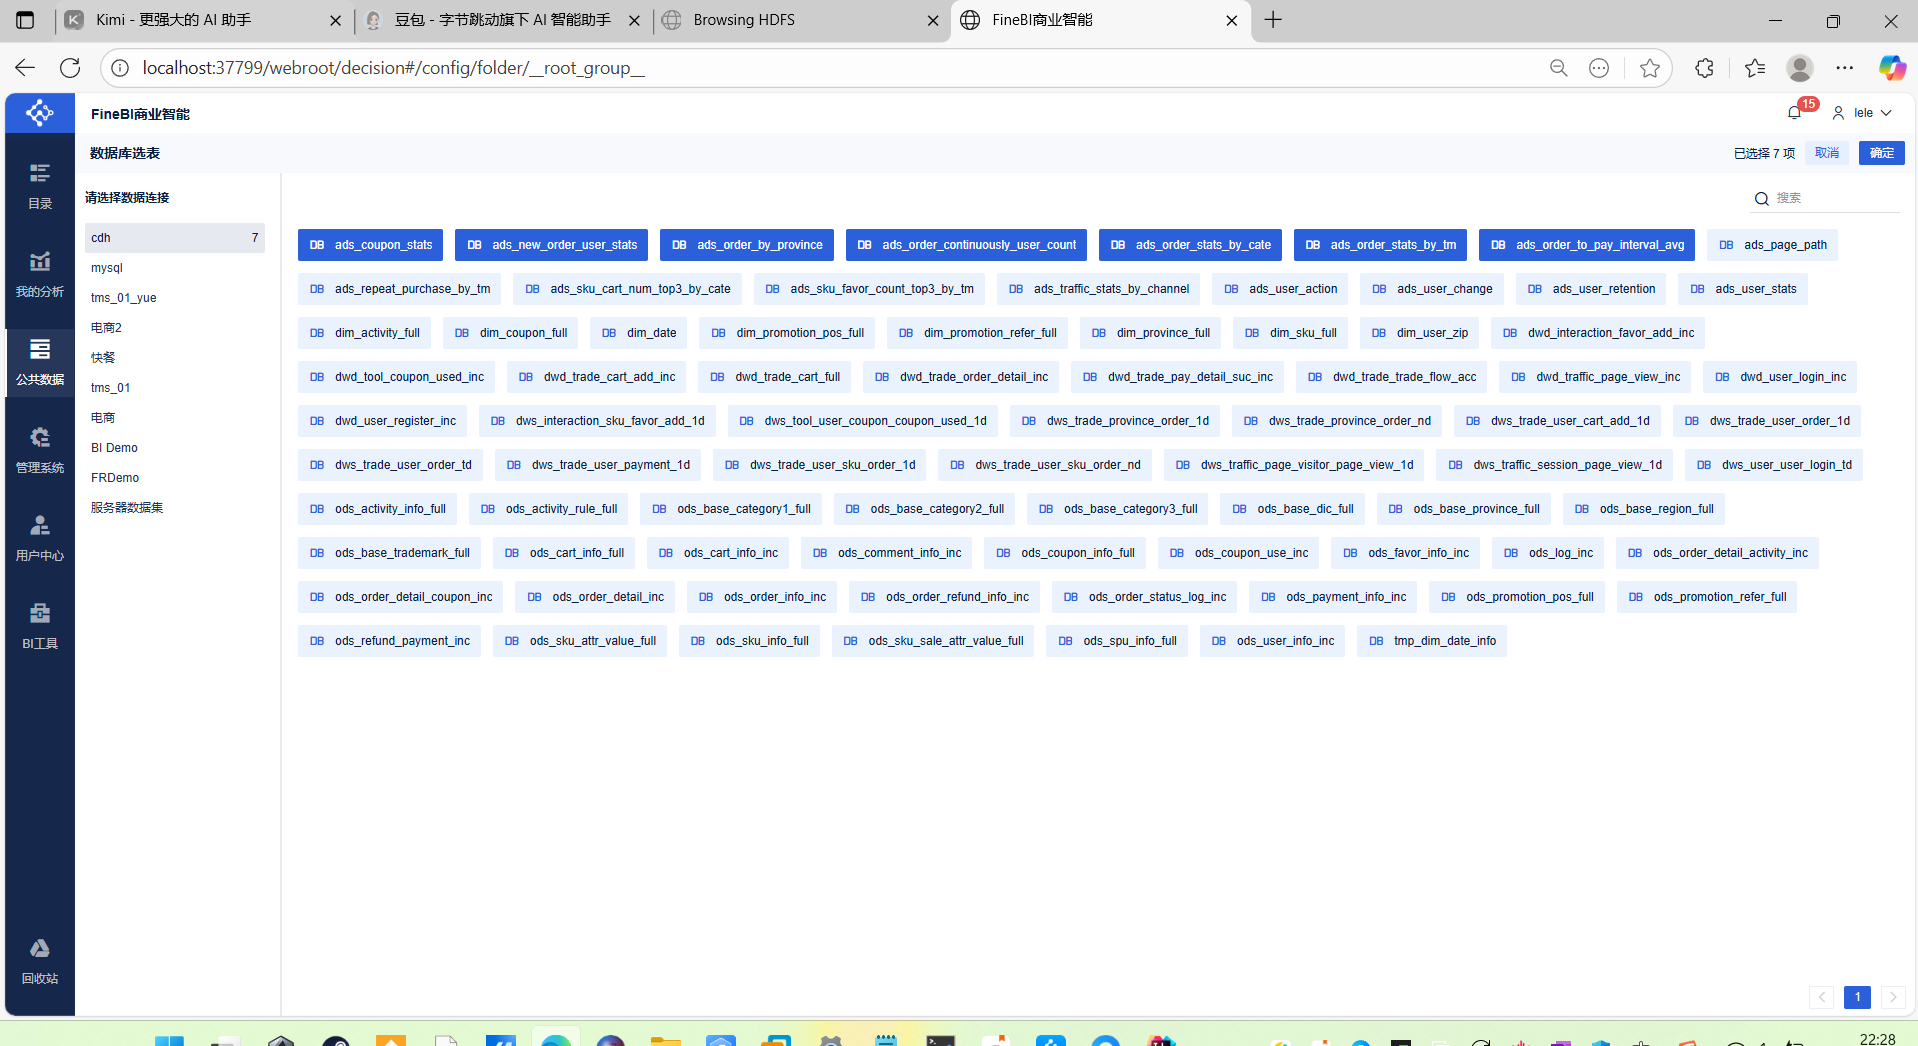 Kimi - 更强大的 AI 助手
豆包 - 字节跳动旗下 AI 智能助手
Browsing HDFS
FineBI商业智能
localhost:37799/webroot/decision#/config/folder/__root_group__
FineBI商业智能
15
lele
数据库选表
已选择 7 项
取消
确定
目录
我的分析
公共数据
管理系统
用户中心
BI工具
回收站
请选择数据连接
cdh 7
mysql
tms_01_yue
电商2
快餐
tms_01
电商
BI Demo
FRDemo
服务器数据集
搜索
DB ads_coupon_stats DB ads_new_order_user_stats DB ads_order_by_province DB ads_order_continuously_user_count DB ads_order_stats_by_cate DB ads_order_stats_by_tm DB ads_order_to_pay_interval_avg DB ads_page_path
DB ads_repeat_purchase_by_tm DB ads_sku_cart_num_top3_by_cate DB ads_sku_favor_count_top3_by_tm DB ads_traffic_stats_by_channel DB ads_user_action DB ads_user_change DB ads_user_retention DB ads_user_stats
DB dim_activity_full DB dim_coupon_full DB dim_date DB dim_promotion_pos_full DB dim_promotion_refer_full DB dim_province_full DB dim_sku_full DB dim_user_zip DB dwd_interaction_favor_add_inc
DB dwd_tool_coupon_used_inc DB dwd_trade_cart_add_inc DB dwd_trade_cart_full DB dwd_trade_order_detail_inc DB dwd_trade_pay_detail_suc_inc DB dwd_trade_trade_flow_acc DB dwd_traffic_page_view_inc DB dwd_user_login_inc
DB dwd_user_register_inc DB dws_interaction_sku_favor_add_1d DB dws_tool_user_coupon_coupon_used_1d DB dws_trade_province_order_1d DB dws_trade_province_order_nd DB dws_trade_user_cart_add_1d DB dws_trade_user_order_1d
DB dws_trade_user_order_td DB dws_trade_user_payment_1d DB dws_trade_user_sku_order_1d DB dws_trade_user_sku_order_nd DB dws_traffic_page_visitor_page_view_1d DB dws_traffic_session_page_view_1d DB dws_user_user_login_td
DB ods_activity_info_full DB ods_activity_rule_full DB ods_base_category1_full DB ods_base_category2_full DB ods_base_category3_full DB ods_base_dic_full DB ods_base_province_full DB ods_base_region_full
DB ods_base_trademark_full DB ods_cart_info_full DB ods_cart_info_inc DB ods_comment_info_inc DB ods_coupon_info_full DB ods_coupon_use_inc DB ods_favor_info_inc DB ods_log_inc DB ods_order_detail_activity_inc
DB ods_order_detail_coupon_inc DB ods_order_detail_inc DB ods_order_info_inc DB ods_order_refund_info_inc DB ods_order_status_log_inc DB ods_payment_info_inc DB ods_promotion_pos_full DB ods_promotion_refer_full
DB ods_refund_payment_inc DB ods_sku_attr_value_full DB ods_sku_info_full DB ods_sku_sale_attr_value_full DB ods_spu_info_full DB ods_user_info_inc DB tmp_dim_date_info
1
22:28